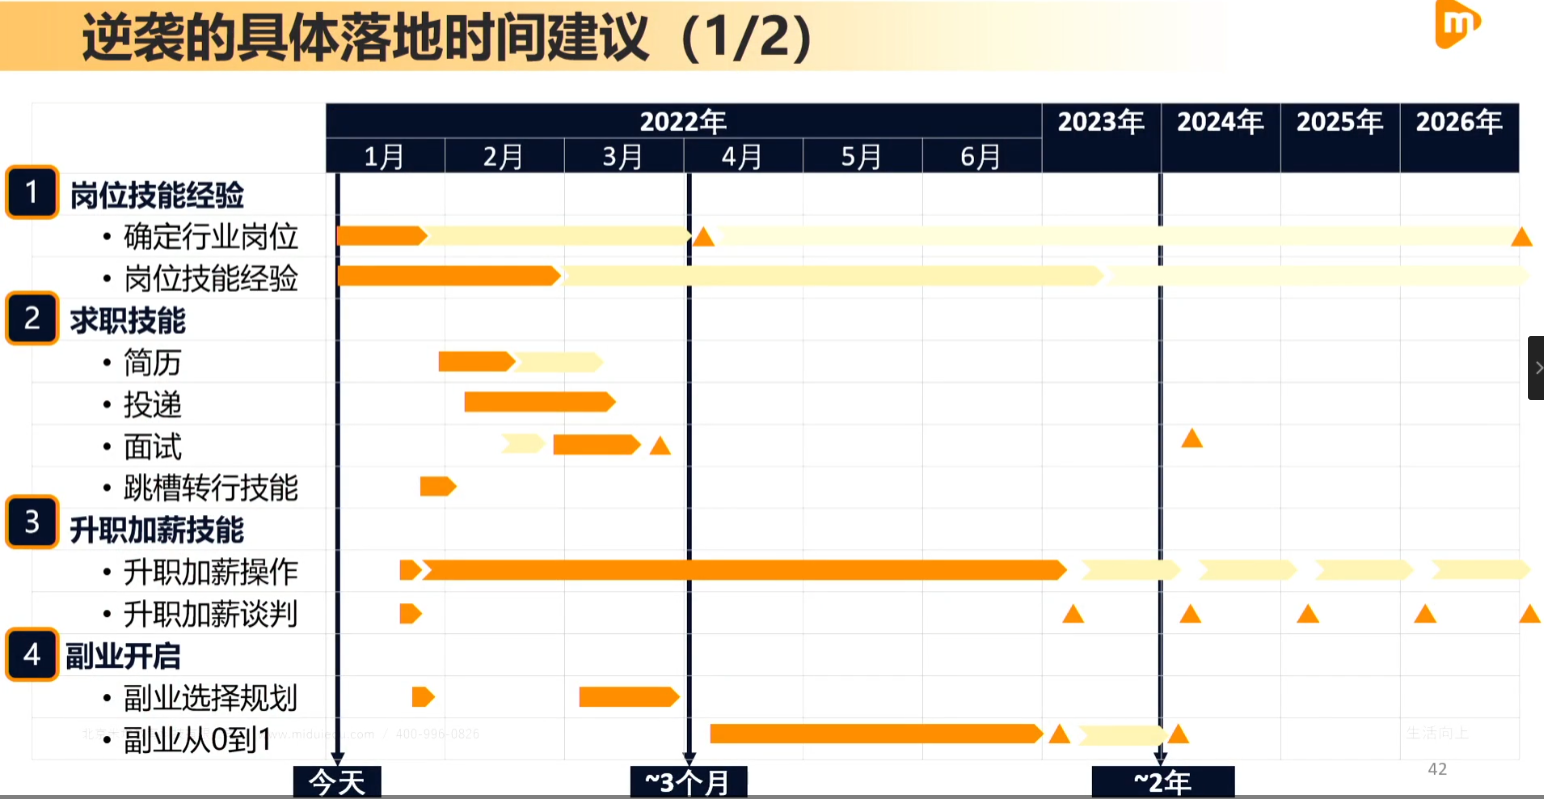 逆袭的具体落地时间建议（1/2）
m
2022年 2023年 2024年 2025年 2026年
1月 2月 3月 4月 5月 6月
1 岗位技能经验
• 确定行业岗位
• 岗位技能经验
2 求职技能
• 简历
• 投递
• 面试
• 跳槽转行技能
3 升职加薪技能
• 升职加薪操作
• 升职加薪谈判
4 副业开启
• 副业选择规划
• 副业从0到1
/ 400-996-0826
生活向上
今天 ~3个月 ~2年
42